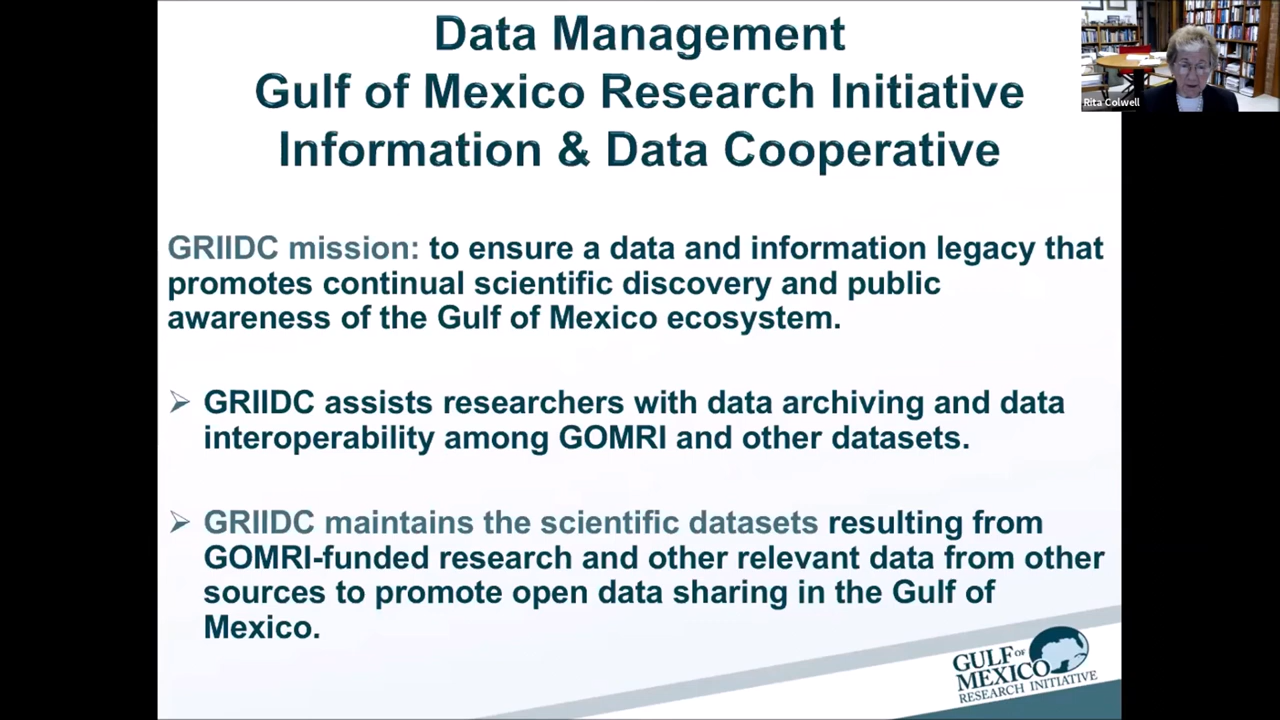 Data Management
Gulf of Mexico Research Initiative
Information & Data Cooperative
Rita Colwell
GRIIDC mission: to ensure a data and information legacy that
promotes continual scientific discovery and public
awareness of the Gulf of Mexico ecosystem.
➢ GRIIDC assists researchers with data archiving and data
interoperability among GOMRI and other datasets.
➢ GRIIDC maintains the scientific datasets resulting from
GOMRI-funded research and other relevant data from other
sources to promote open data sharing in the Gulf of
Mexico.
GULF OF
MEXICO
RESEARCH INITIATIVE